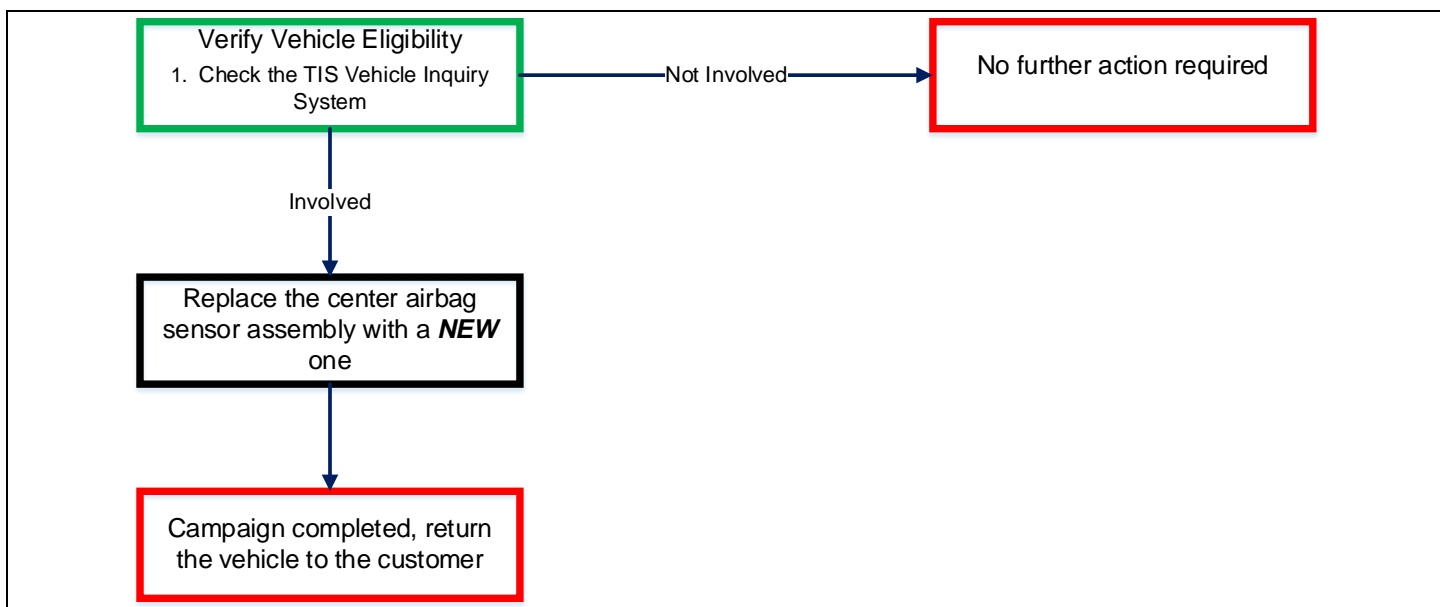 Verify Vehicle Eligibility
1. Check the TIS Vehicle Inquiry
System
Not Involved
No further action required
Involved
Replace the center airbag
sensor assembly with a NEW
one
Campaign completed, return
the vehicle to the customer